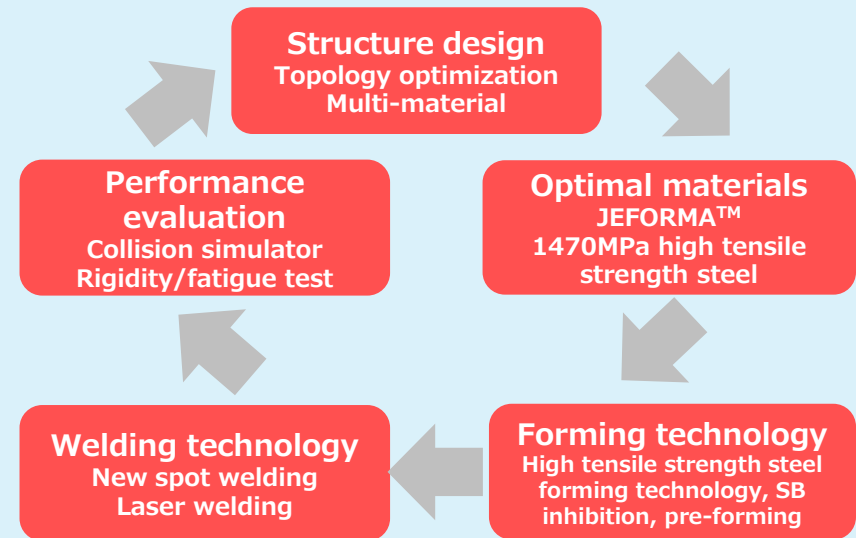 Structure design
Topology optimization
Multi-material
Performance
evaluation
Collision simulator
Rigidity/fatigue test
Optimal materials
JEFORMA™
1470MPa high tensile
strength steel
Welding technology
New spot welding
Laser welding
Forming technology
High tensile strength steel
forming technology, SB
inhibition, pre-forming